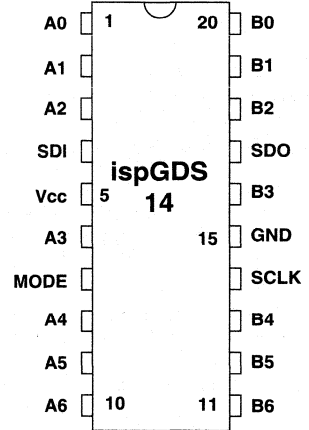 A0 1 20 B0
A1 B1
A2 B2
SDI SDO
ispGDS
Vcc 5 14 B3
A3 15 GND
MODE SCLK
A4 B4
A5 B5
A6 10 11 B6